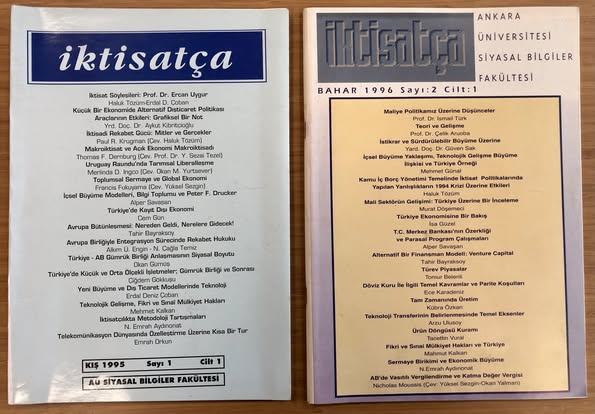 iktisatça
İktisat Söyleşileri: Prof. Dr. Ercan Uygur
Haluk Tözüm-Erdal D. Çoban
Küçük Bir Ekonomide Alternatif Disticaret Politikası
Araçlarının Etkileri: Grafiksel Bir Not
Yrd. Doç. Dr. Aykut Kibritcioğlu
İktisadi Rekabet Gücü: Mitler ve Gerçekler
Paul R. Krugman (Çev. Haluk Tözüm)
Makroiktisat ve Açık Ekonomi Makroiktisadı
Thomas F. Dernburg (Çev. Prof. Dr. Y. Sezai Tezel)
Uruguay Raundu'nda Tarımsal Liberalleşme
Merlinda D. Ingco (Çev. Okan M. Yurtsever)
Toplumsal Sermaye ve Global Ekonomi
Francis Fukuyama (Çev. Yüksel Sezgin)
İçsel Büyüme Modelleri, Bilgi Toplumu ve Peter F. Drucker
Alper Savaşan
Türkiye'de Kayıt Dışı Ekonomi
Cem Gün
Avrupa Bütünleşmesi: Nereden Geldi, Nerelere Gidecek!
Tahir Bayraksoy
Avrupa Birliğiyle Entegrasyon Sürecinde Rekabet Hukuku
Alkım U. Engin - N. Cağla Temiz
Türkiye - AB Gümrük Birliği Anlaşmasının Siyasal Boyutu
Okan Gümüs
Türkiye'de Küçük ve Orta Ölçekli İşletmeler; Gümrük Birliği ve Sonrası
Çiğdem Gökkuşu
Yeni Büyüme ve Dış Ticaret Modellerinde Teknoloji
Erdal Deniz Çoban
Teknolojik Gelişme, Fikri ve Sınai Mülkiyet Hakları
Mehmet Kalkan
İktisatcılıkta Metodoloji Tartışmaları
N. Emrah Aydınonat
Telekomünikasyon Dünyasında Özelleştirme Üzerine Kısa Bir Tur
Emrah Orkun
KIŞ 1995 Sayı: 1 Cilt 1
AÜ SİYASAL BİLGİLER FAKÜLTESİ
iktisatça
ANKARA
ÜNİVERSİTESİ
SİYASAL BİLGİLER
FAKÜLTESİ
BAHAR 1996 Sayı:2 Cilt:1
Maliye Politikamız Üzerine Düşünceler
Prof. Dr. İsmail Türk
Teori ve Gelişme
Prof. Dr. Çelik Aruoba
İstikrar ve Sürdürülebilir Büyüme Üzerine
Yard. Doç. Dr. Güven Sak
İçsel Büyüme Yaklaşımı, Teknolojik Gelişme Büyüme
İlişkisi ve Türkiye Örneği
Mehmet Günal
Kamu İç Borç Yönetimi Temelinde İktisat Politikalarında
Yapılan Yanlışlıkların 1994 Krizi Üzerine Etkileri
Haluk Tözüm
Mali Sektörün Gelişimi: Türkiye Üzerine Bir İnceleme
Murat Döşemeci
Türkiye Ekonomisine Bir Bakış
İsa Güzel
T.C. Merkez Bankası'nın Özerkliği
ve Parasal Program Çalışmaları
Alper Savaşan
Alternatif Bir Finansman Modeli: Venture Capital
Tahir Bayraksoy
Türev Piyasalar
Tomur Belenli
Döviz Kuru İle İlgili Temel Kavramlar ve Parite Koşulları
Ece Karadeniz
Tam Zamanında Üretim
Kübra Özkan
Teknoloji Transferinin Belirlenmesinde Temel Eksenler
Arzu Ulusoy
Ürün Döngüsü Kuramı
Tacettin Vural
Fikri ve Sınai Mülkiyet Hakları ve Türkiye
Mahmut Kalkan
Sermaye Birikimi ve Ekonomik Büyüme
N.Emrah Aydınonat
AB'de Vasıtalı Vergilendirme ve Katma Değer Vergisi
Nicholas Moussis (Çev: Yüksel Sezgin-Okan Yalman)